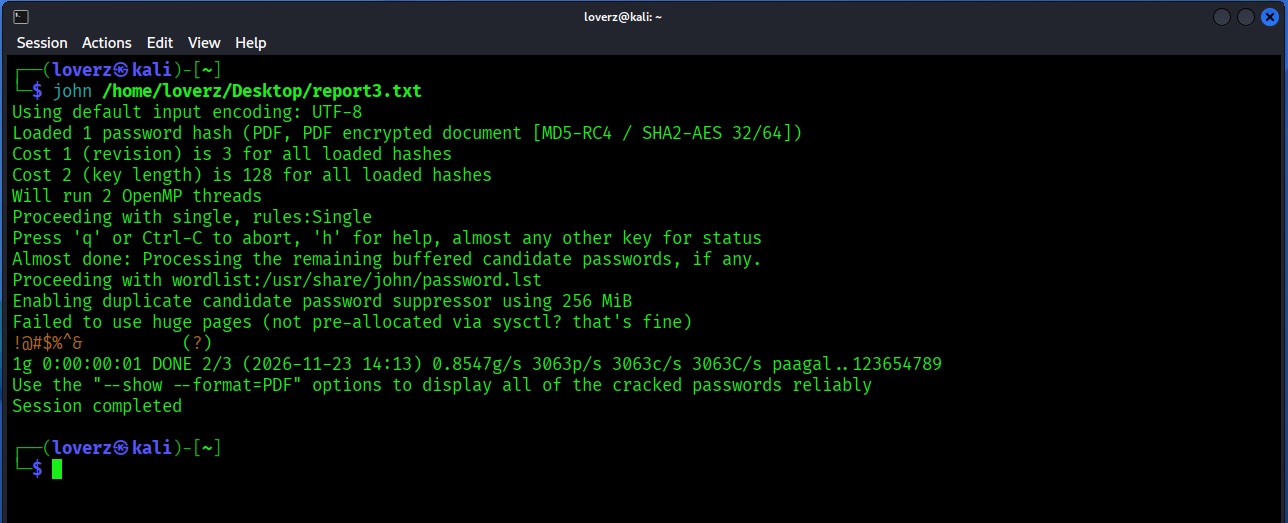 loverz@kali: ~
Session Actions Edit View Help
┌──(loverz㉿kali)-[~]
└─$ john /home/loverz/Desktop/report3.txt
Using default input encoding: UTF-8
Loaded 1 password hash (PDF, PDF encrypted document [MD5-RC4 / SHA2-AES 32/64])
Cost 1 (revision) is 3 for all loaded hashes
Cost 2 (key length) is 128 for all loaded hashes
Will run 2 OpenMP threads
Proceeding with single, rules:Single
Press 'q' or Ctrl-C to abort, 'h' for help, almost any other key for status
Almost done: Processing the remaining buffered candidate passwords, if any.
Proceeding with wordlist:/usr/share/john/password.lst
Enabling duplicate candidate password suppressor using 256 MiB
Failed to use huge pages (not pre-allocated via sysctl? that's fine)
!@#$%^&          (?)
1g 0:00:00:01 DONE 2/3 (2026-11-23 14:13) 0.8547g/s 3063p/s 3063c/s 3063C/s paagal..123654789
Use the "--show --format=PDF" options to display all of the cracked passwords reliably
Session completed
┌──(loverz㉿kali)-[~]
└─$